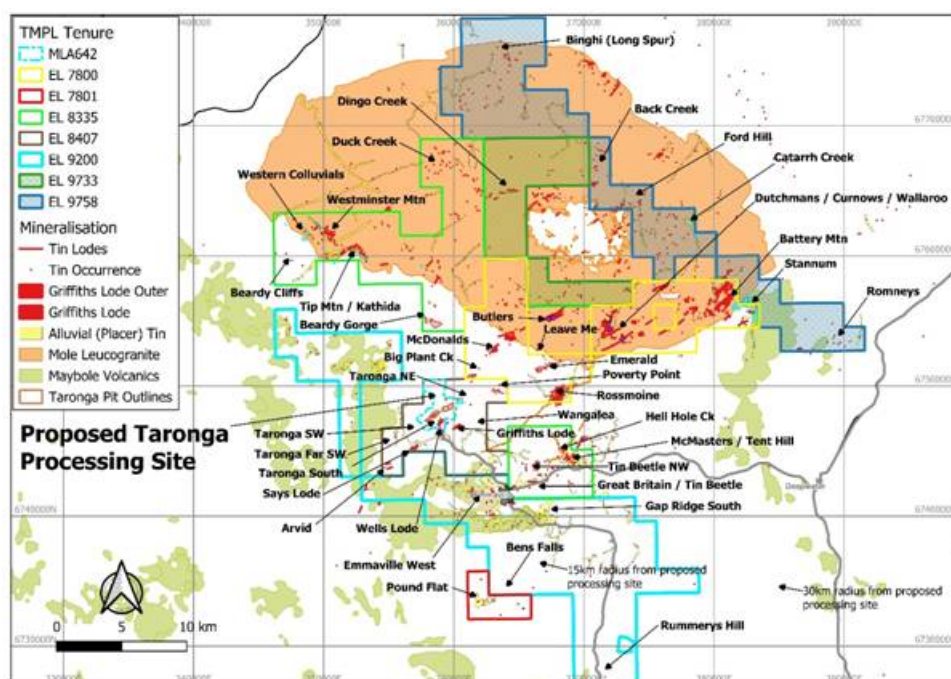 TMPL Tenure
MLA642
EL 7800
EL 7801
EL 8335
EL 8407
EL 9200
EL 9733
EL 9758
Mineralisation
Tin Lodes
Tin Occurrence
Griffiths Lode Outer
Griffiths Lode
Alluvial (Placer) Tin
Mole Leucogranite
Maybole Volcanics
Taronga Pit Outlines
Binghi (Long Spur)
Dingo Creek
Back Creek
Duck Creek
Ford Hill
Catarrh Creek
Western Colluvials
Westminster Mtn
Dutchmans / Curnows / Wallaroo
Battery Mtn
Stannum
Beardy Cliffs
Tip Mtn / Kathida
Romneys
Beardy Gorge
Butlers
Leave Me
McDonalds
Big Plant Ck
Emerald
Taronga NE
Poverty Point
Rossmoine
Proposed Taronga
Processing Site
Wangalea
Hell Hole Ck
Taronga SW
Griffiths Lode
McMasters / Tent Hill
Taronga Far SW
Taronga South
Tin Beetle NW
Says Lode
Great Britain / Tin Beetle
Arvid
Wells Lode
Gap Ridge South
Emmaville West
Bens Falls
15km radius from proposed
processing site
30km radius from proposed
processing site
Pound Flat
Rummerys Hill
0 5 10 km
6770000N
6760000N
6750000N
6740000N
6730000N